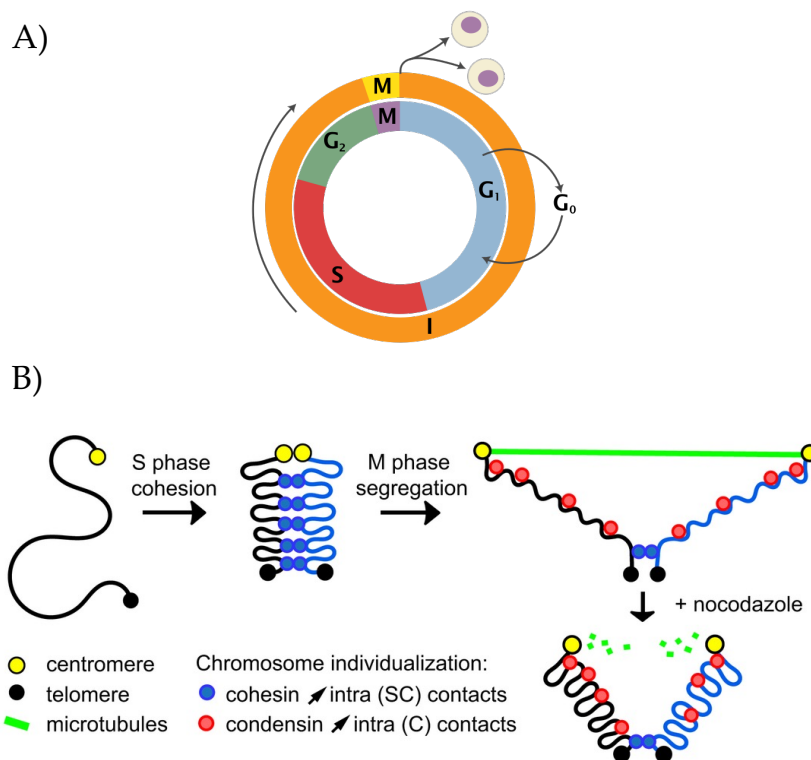 A)
M
M
G₂
G₁
G₀
S
I
B)
S phase
cohesion
M phase
segregation
+ nocodazole
centromere
telomere
microtubules
Chromosome individualization:
cohesin ↗ intra (SC) contacts
condensin ↗ intra (C) contacts